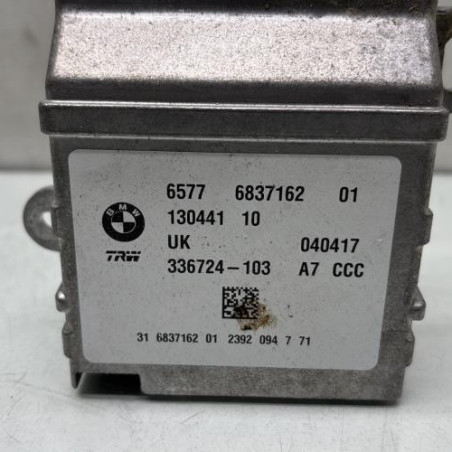 6577 6837162 01
BMW 130441 10
UK 040417
TRW 336724-103 A7 CCC
31 6837162 01 2392 094 7 71